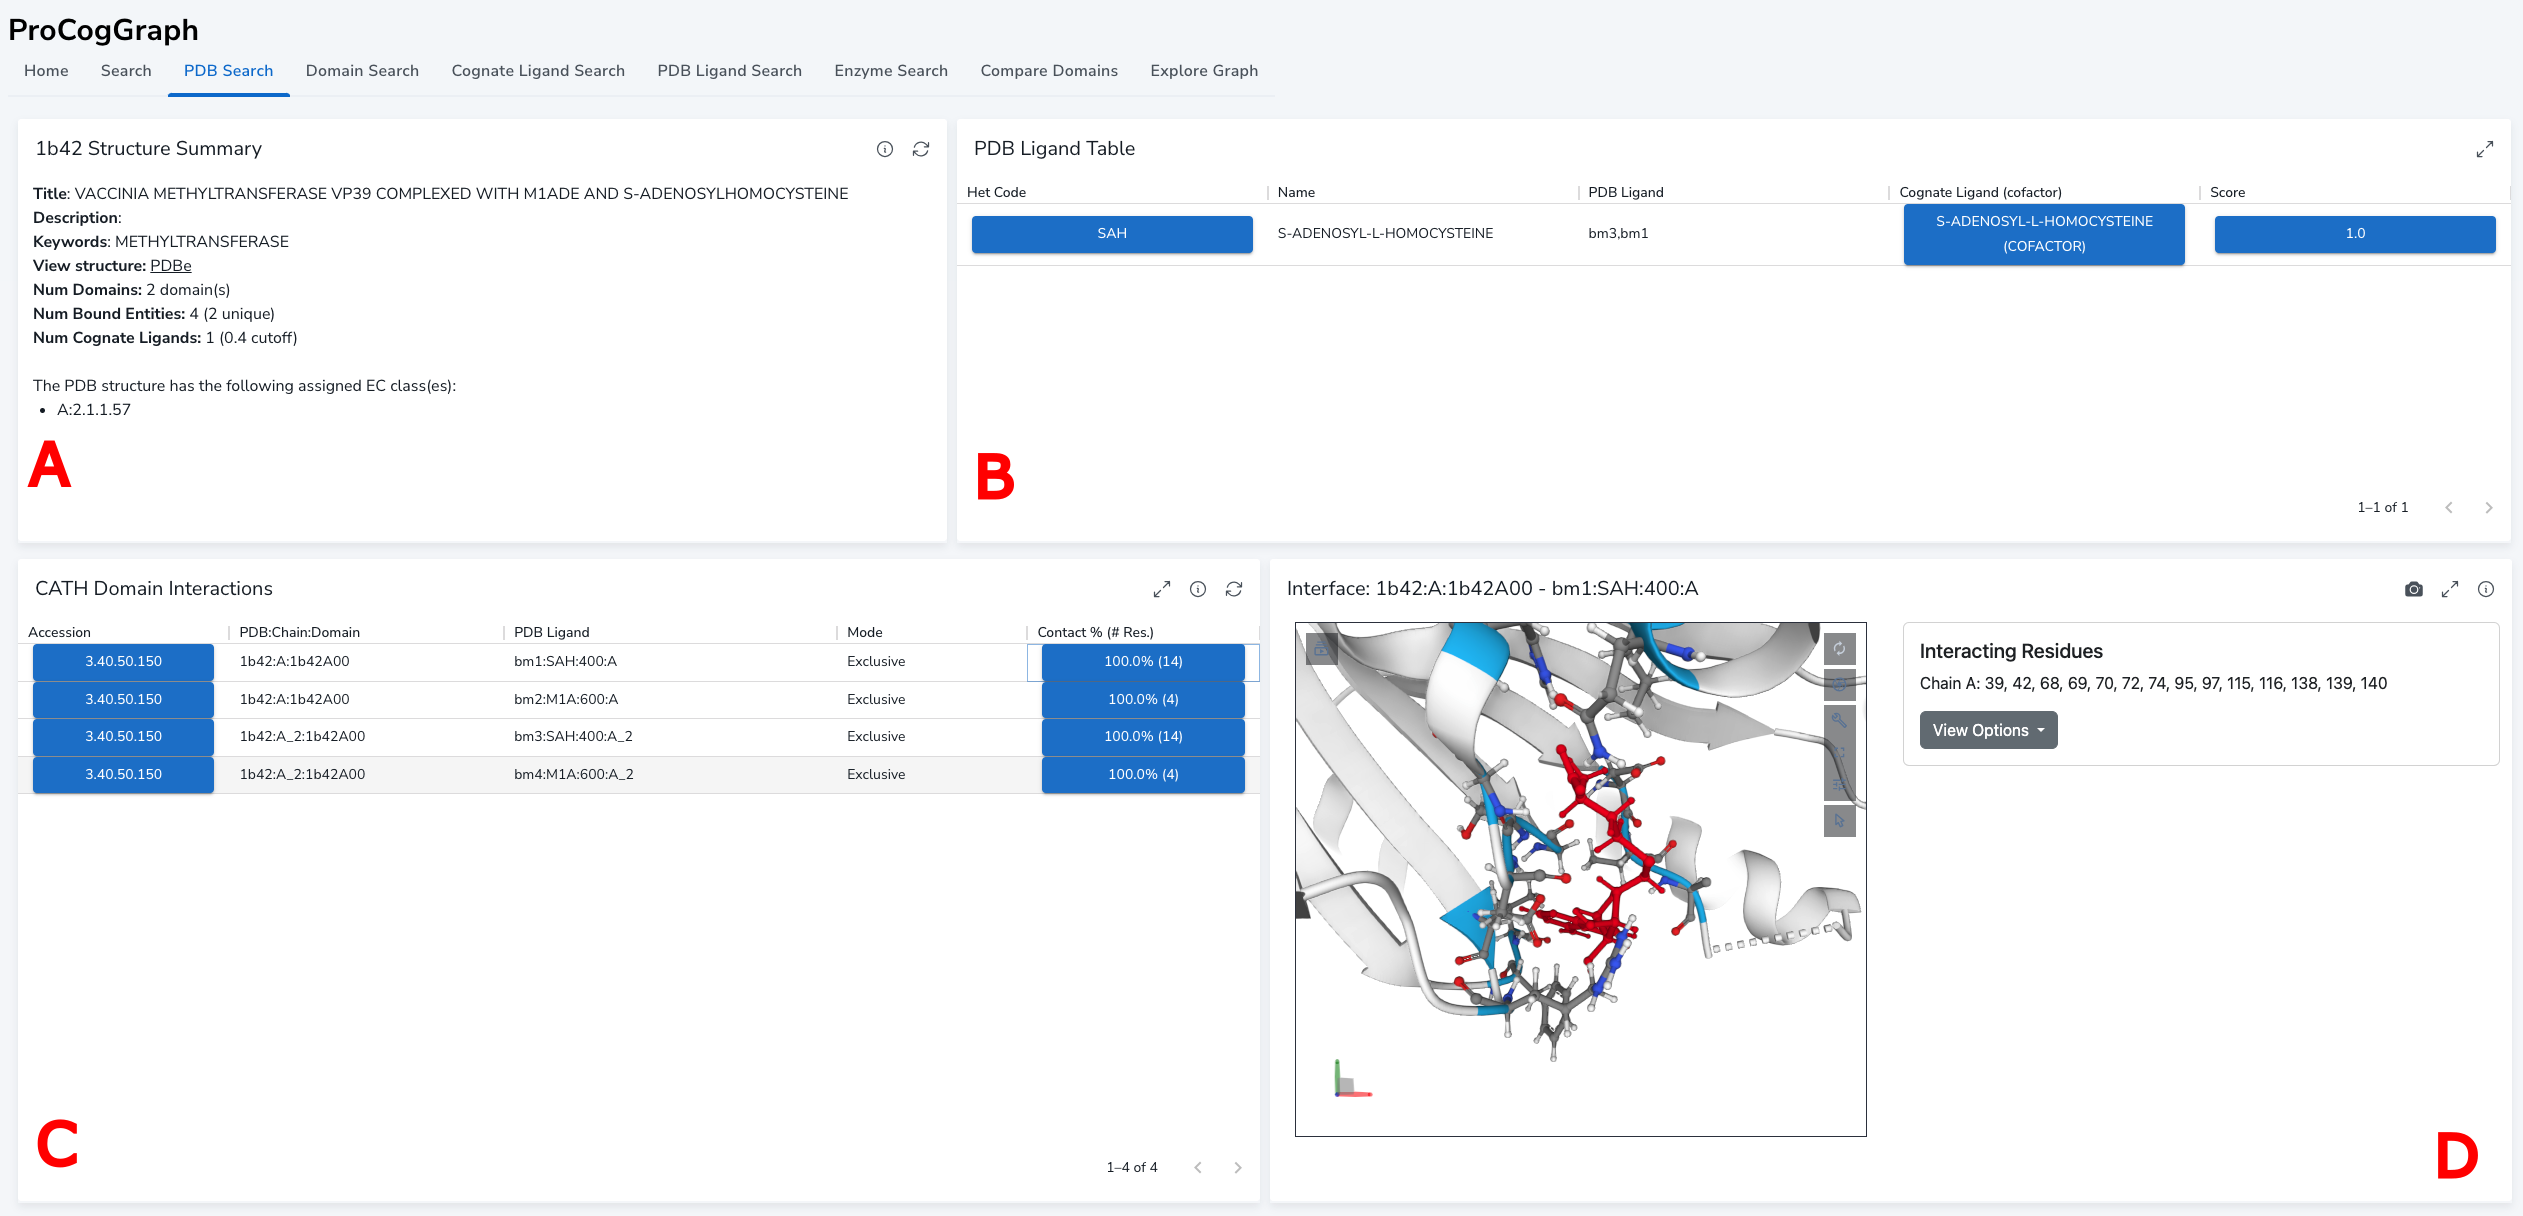 ProCogGraph
Home Search PDB Search Domain Search Cognate Ligand Search PDB Ligand Search Enzyme Search Compare Domains Explore Graph
1b42 Structure Summary
Title: VACCINIA METHYLTRANSFERASE VP39 COMPLEXED WITH M1ADE AND S-ADENOSYLHOMOCYSTEINE
Description:
Keywords: METHYLTRANSFERASE
View structure: PDBe
Num Domains: 2 domain(s)
Num Bound Entities: 4 (2 unique)
Num Cognate Ligands: 1 (0.4 cutoff)
The PDB structure has the following assigned EC class(es):
• A:2.1.1.57
A
PDB Ligand Table
Het Code Name PDB Ligand Cognate Ligand (cofactor) Score
SAH S-ADENOSYL-L-HOMOCYSTEINE bm3,bm1 S-ADENOSYL-L-HOMOCYSTEINE 1.0
(COFACTOR)
B
1–1 of 1
CATH Domain Interactions
Accession PDB:Chain:Domain PDB Ligand Mode Contact % (# Res.)
3.40.50.150 1b42:A:1b42A00 bm1:SAH:400:A Exclusive 100.0% (14)
3.40.50.150 1b42:A:1b42A00 bm2:M1A:600:A Exclusive 100.0% (4)
3.40.50.150 1b42:A_2:1b42A00 bm3:SAH:400:A_2 Exclusive 100.0% (14)
3.40.50.150 1b42:A_2:1b42A00 bm4:M1A:600:A_2 Exclusive 100.0% (4)
C
1–4 of 4
Interface: 1b42:A:1b42A00 - bm1:SAH:400:A
Interacting Residues
Chain A: 39, 42, 68, 69, 70, 72, 74, 95, 97, 115, 116, 138, 139, 140
View Options
D